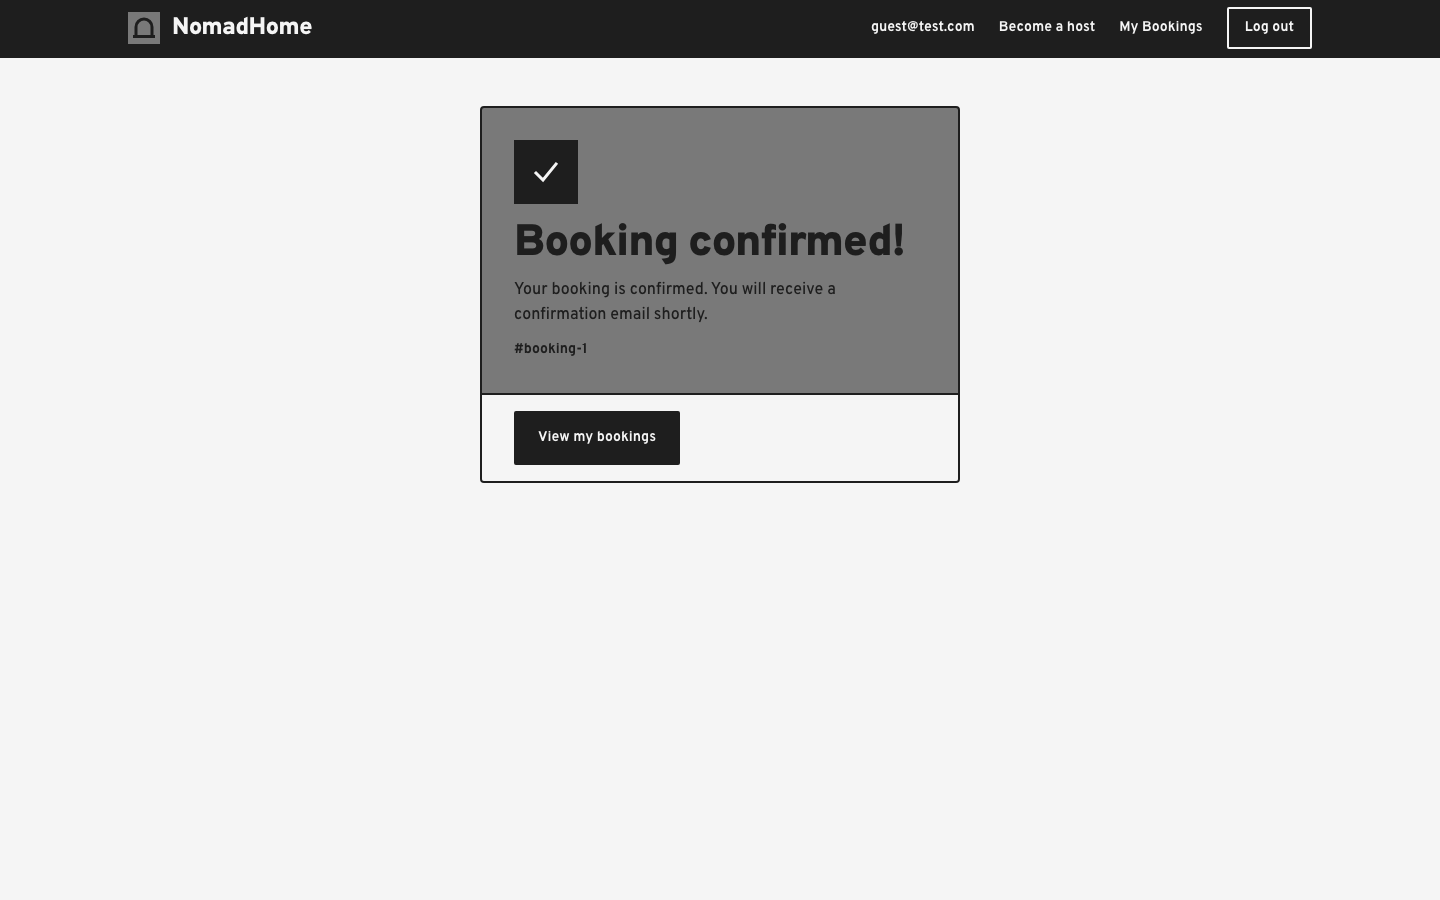 NomadHome
guest@test.com
Become a host
My Bookings
Log out
Booking confirmed!
Your booking is confirmed. You will receive a
confirmation email shortly.
#booking-1
View my bookings